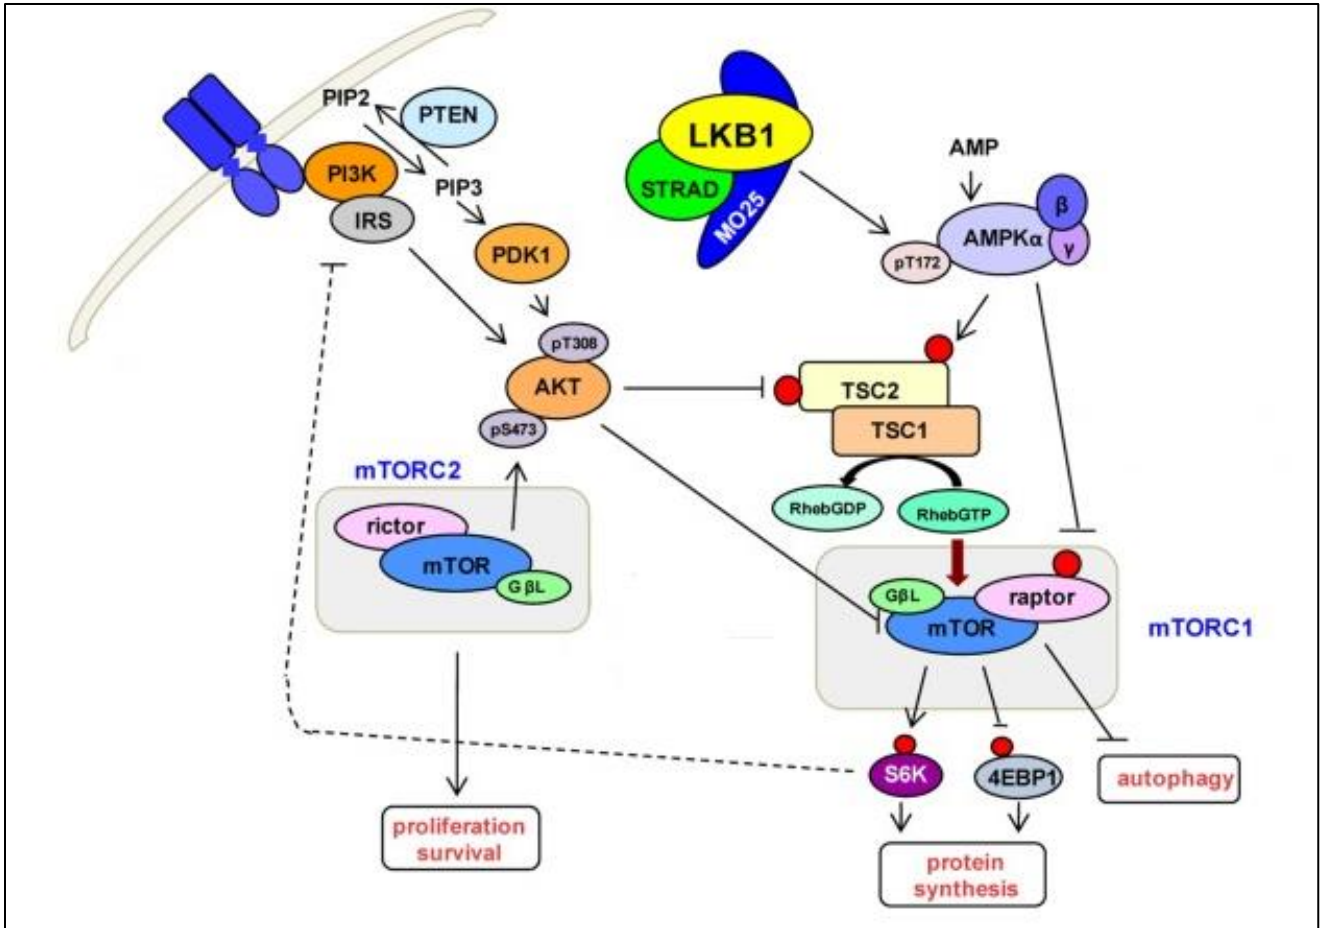 PIP2
PTEN
LKB1
AMP
PI3K
PIP3
STRAD
MO25
β
IRS
AMPKα
γ
PDK1
pT172
pT308
AKT
TSC2
pS473
TSC1
mTORC2
RhebGDP
RhebGTP
rictor
mTOR
GβL
GβL
raptor
mTOR
mTORC1
S6K
4EBP1
autophagy
proliferation
survival
protein
synthesis